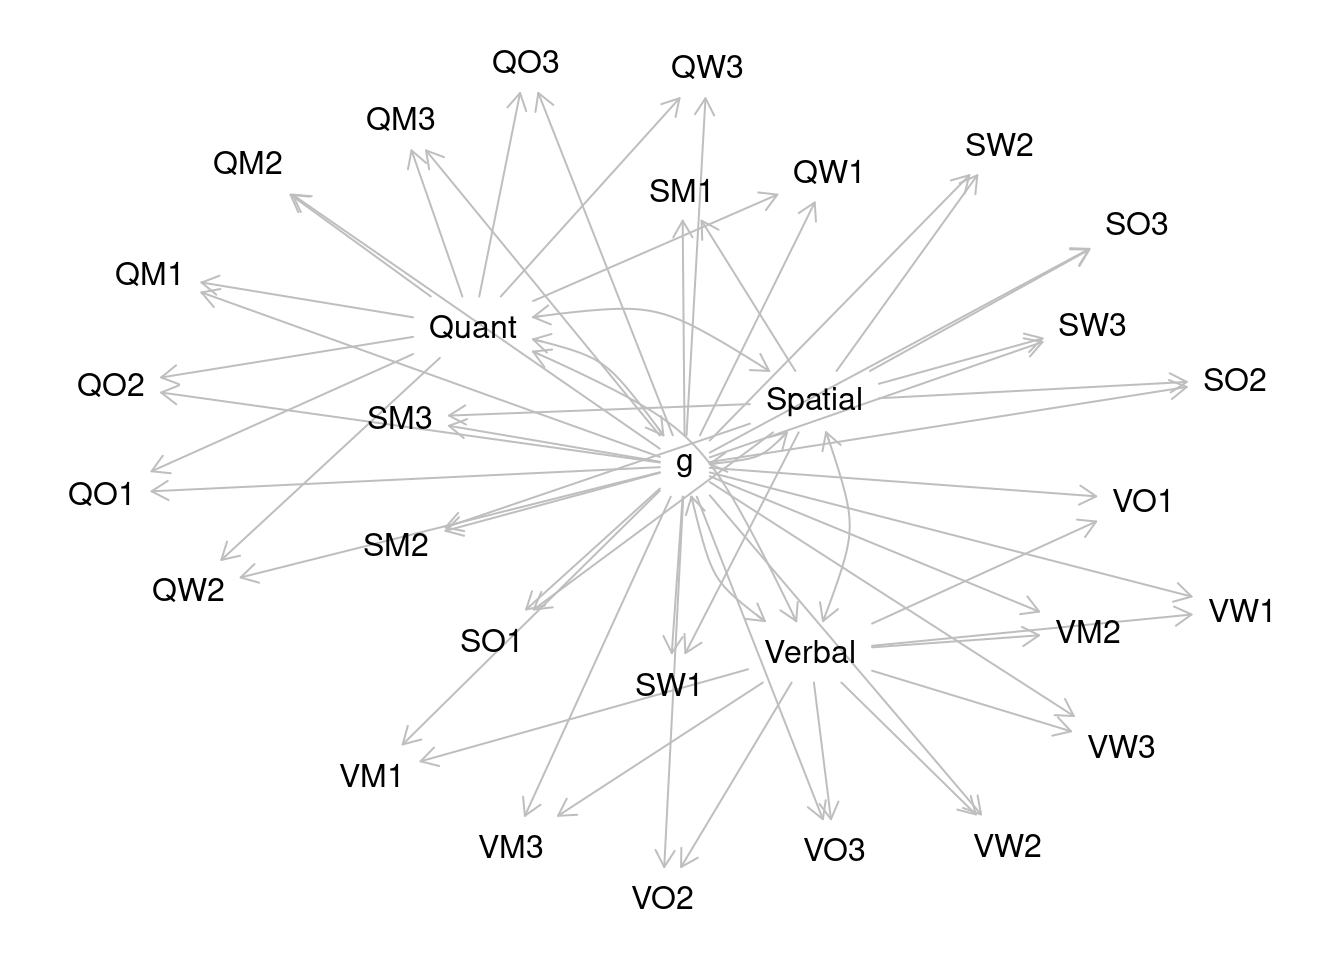 QO3
QW3
QM3
SW2
QM2
QW1
SM1
SO3
QM1
SW3
Quant
SO2
QO2
Spatial
SM3
g
QO1
VO1
SM2
QW2
VW1
VM2
SO1
Verbal
SW1
VW3
VM1
VM3
VO3
VW2
VO2